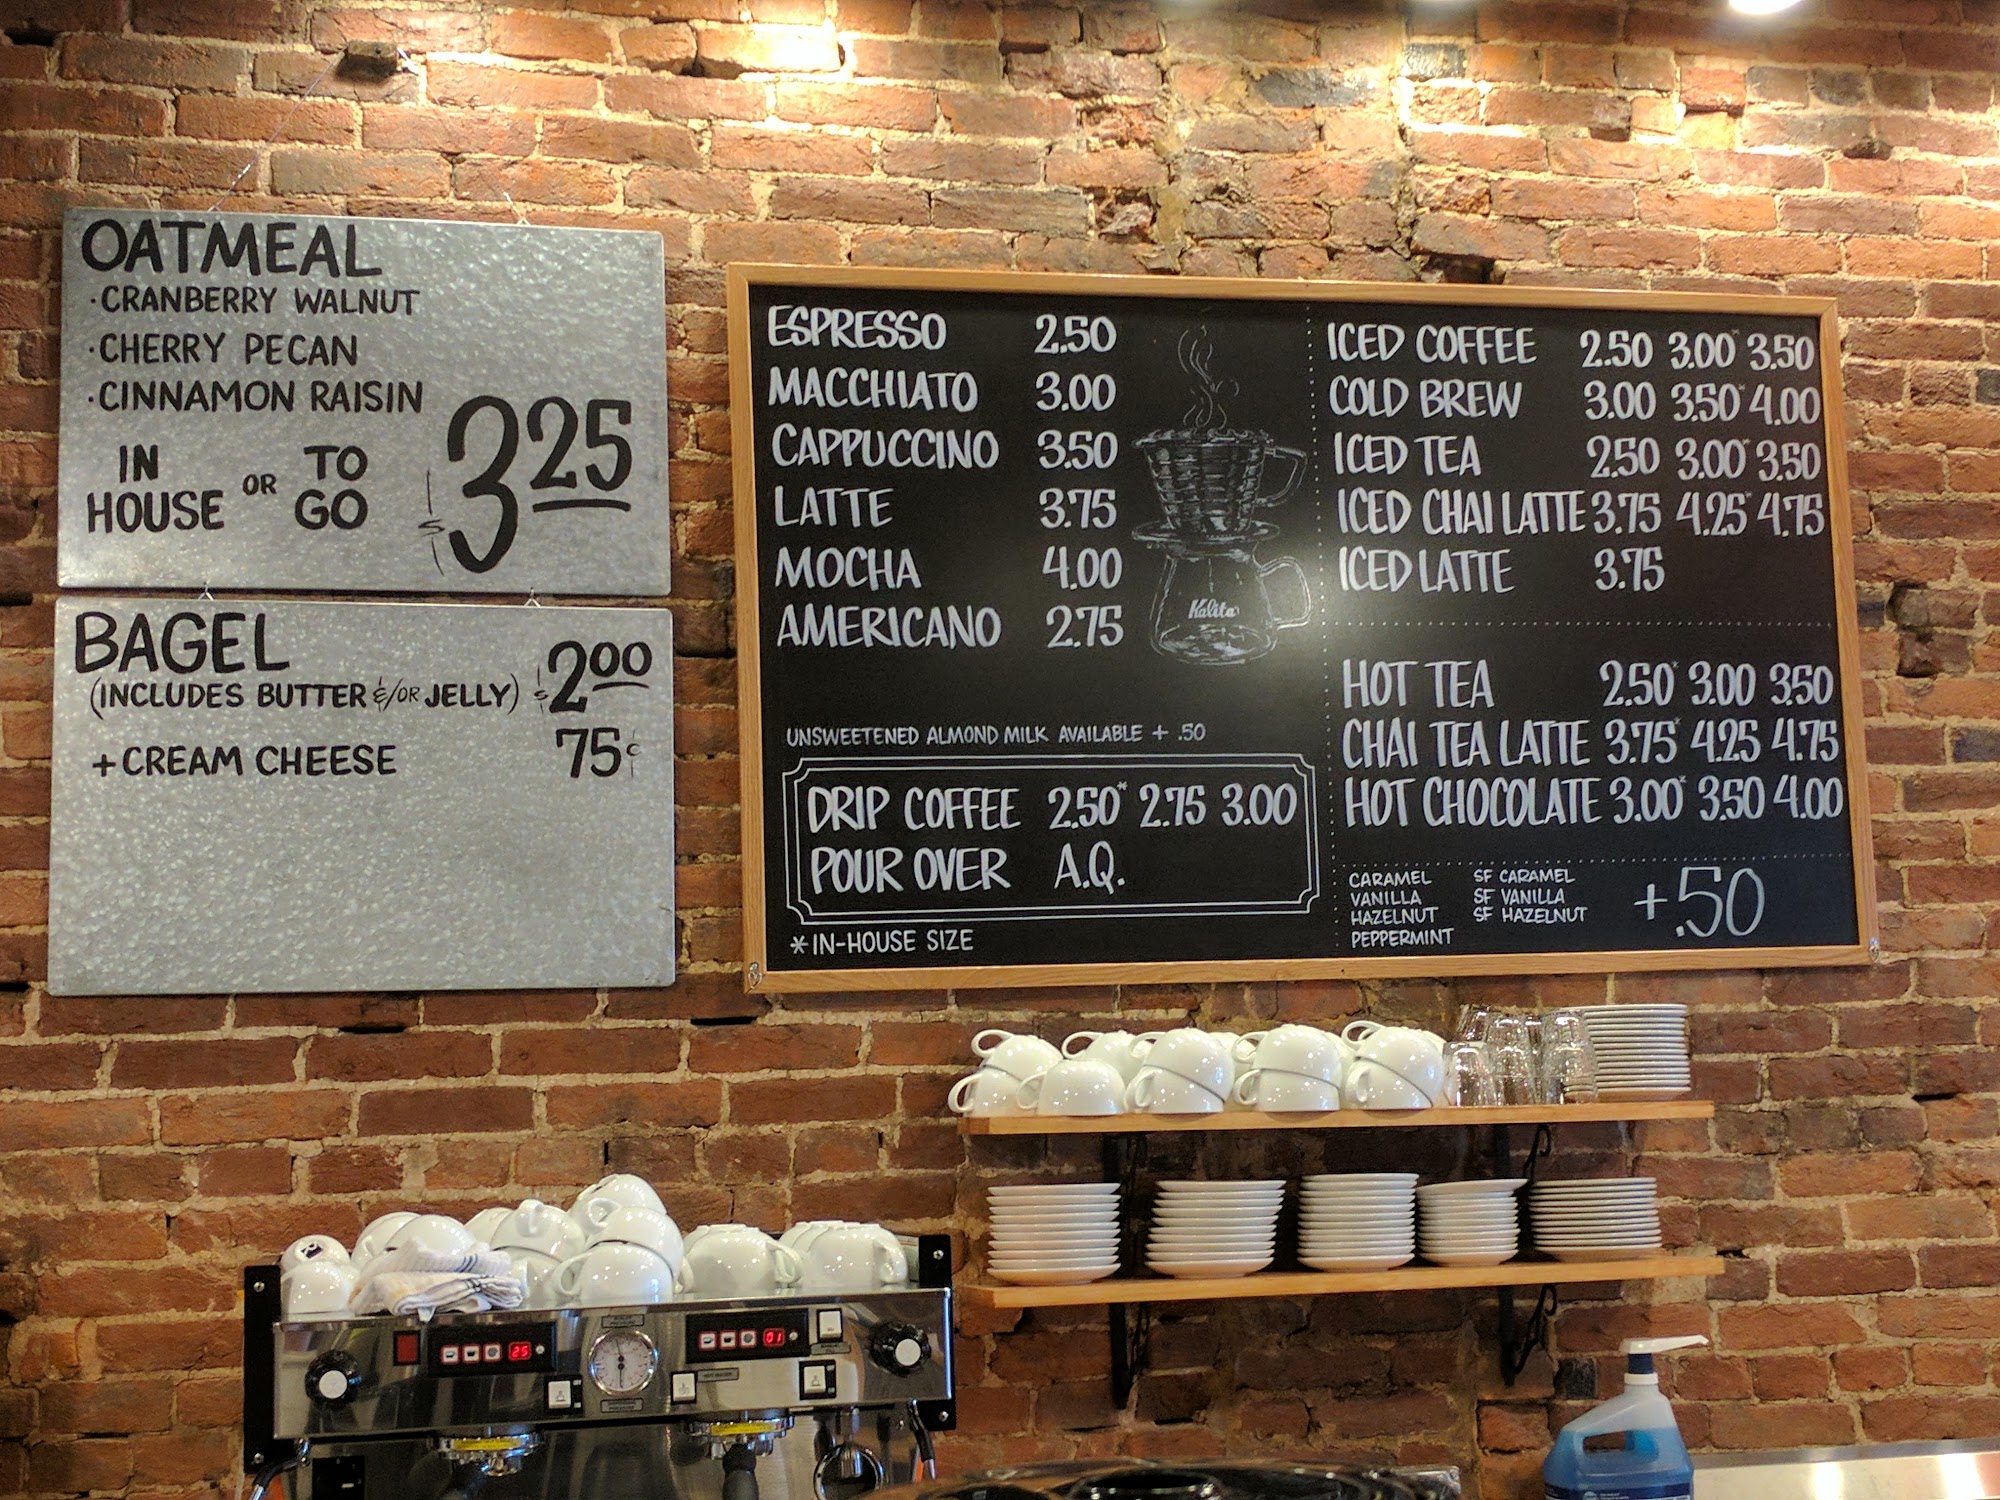 OATMEAL
·CRANBERRY WALNUT
·CHERRY PECAN
·CINNAMON RAISIN
IN HOUSE OR TO GO $3.25
BAGEL
(INCLUDES BUTTER &/OR JELLY) $2.00
+CREAM CHEESE 75¢
ESPRESSO 2.50
MACCHIATO 3.00
CAPPUCCINO 3.50
LATTE 3.75
MOCHA 4.00
AMERICANO 2.75
Kalita
UNSWEETENED ALMOND MILK AVAILABLE + .50
DRIP COFFEE 2.50* 2.75 3.00
POUR OVER A.Q.
*IN-HOUSE SIZE
ICED COFFEE 2.50 3.00* 3.50
COLD BREW 3.00 3.50* 4.00
ICED TEA 2.50 3.00* 3.50
ICED CHAI LATTE 3.75 4.25* 4.75
ICED LATTE 3.75
HOT TEA 2.50* 3.00 3.50
CHAI TEA LATTE 3.75* 4.25 4.75
HOT CHOCOLATE 3.00* 3.50 4.00
CARAMEL SF CARAMEL
VANILLA SF VANILLA
HAZELNUT SF HAZELNUT
PEPPERMINT
+.50
25
01